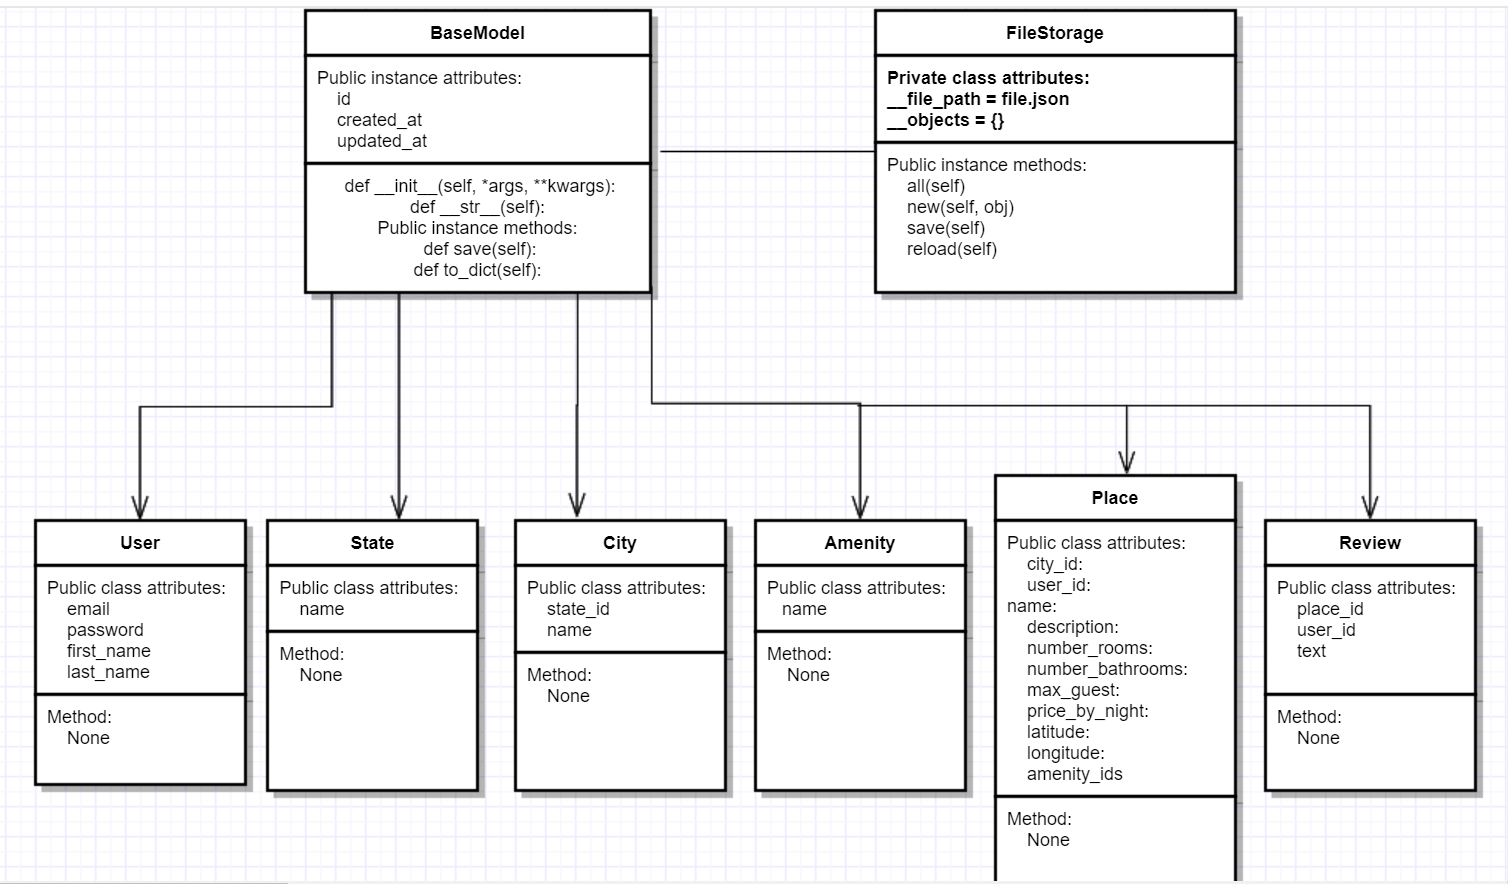 BaseModel
Public instance attributes:
id
created_at
updated_at
def __init__(self, *args, **kwargs):
def __str__(self):
Public instance methods:
def save(self):
def to_dict(self):
FileStorage
Private class attributes:
__file_path = file.json
__objects = {}
Public instance methods:
all(self)
new(self, obj)
save(self)
reload(self)
User
Public class attributes:
email
password
first_name
last_name
Method:
None
State
Public class attributes:
name
Method:
None
City
Public class attributes:
state_id
name
Method:
None
Amenity
Public class attributes:
name
Method:
None
Place
Public class attributes:
city_id:
user_id:
name:
description:
number_rooms:
number_bathrooms:
max_guest:
price_by_night:
latitude:
longitude:
amenity_ids
Method:
None
Review
Public class attributes:
place_id
user_id
text
Method:
None